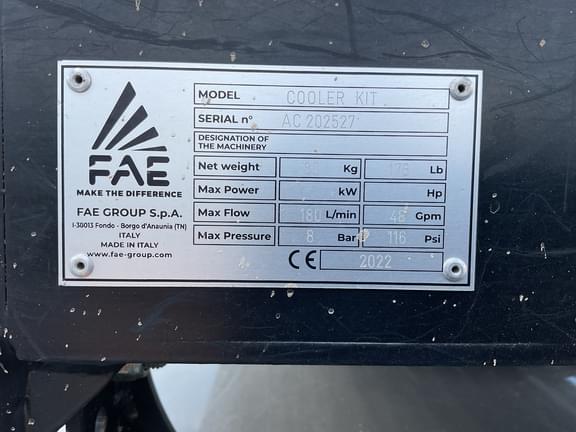 FAE
MAKE THE DIFFERENCE
FAE GROUP S.p.A.
I-38013 Fondo - Borgo d'Anaunia (TN)
ITALY
MADE IN ITALY
www.fae-group.com
MODEL COOLER KIT
SERIAL n° AC 202527
DESIGNATION OF
THE MACHINERY
Net weight Kg Lb
Max Power kW Hp
Max Flow 180 L/min 48 Gpm
Max Pressure 8 Bar 116 Psi
CE 2022